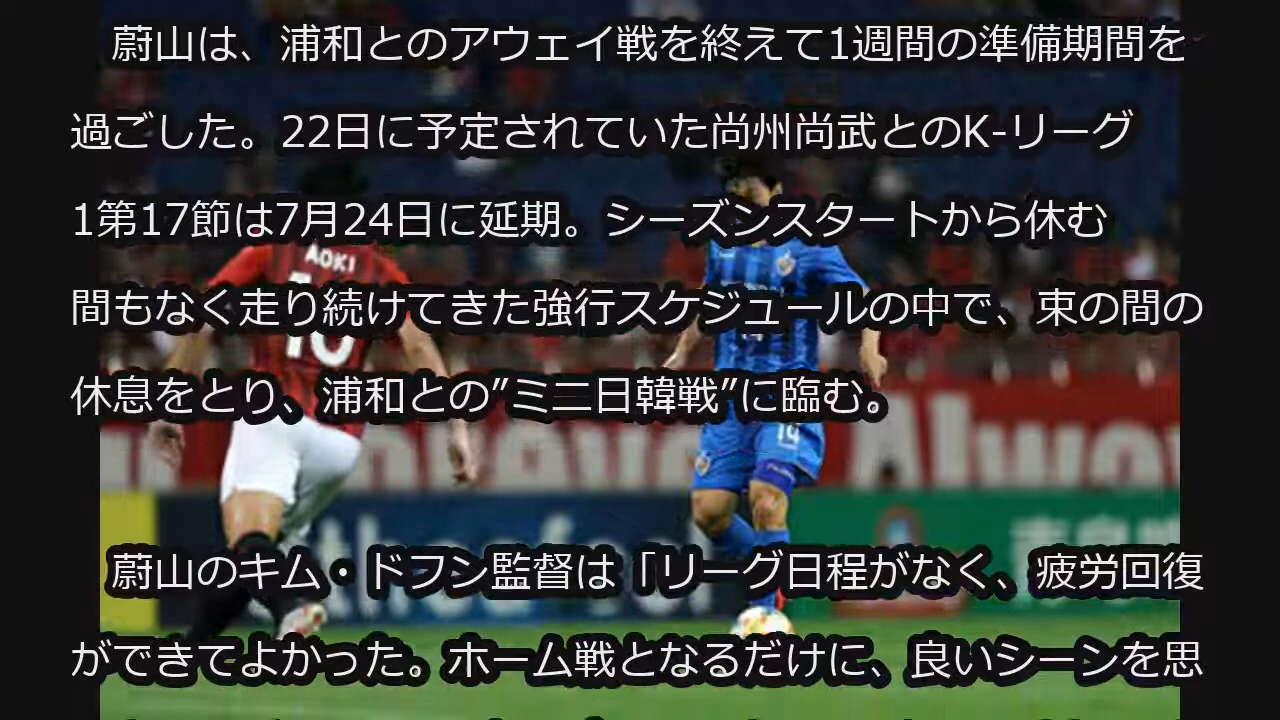 蔚山は、浦和とのアウェイ戦を終えて1週間の準備期間を
過ごした。22日に予定されていた尚州尚武とのK-リーグ
1第17節は7月24日に延期。シーズンスタートから休む
間もなく走り続けてきた強行スケジュールの中で、束の間の
休息をとり、浦和との”ミニ日韓戦”に臨む。
蔚山のキム・ドフン監督は「リーグ日程がなく、疲労回復
ができてよかった。ホーム戦となるだけに、良いシーンを思
AOKI
16
14
Alway